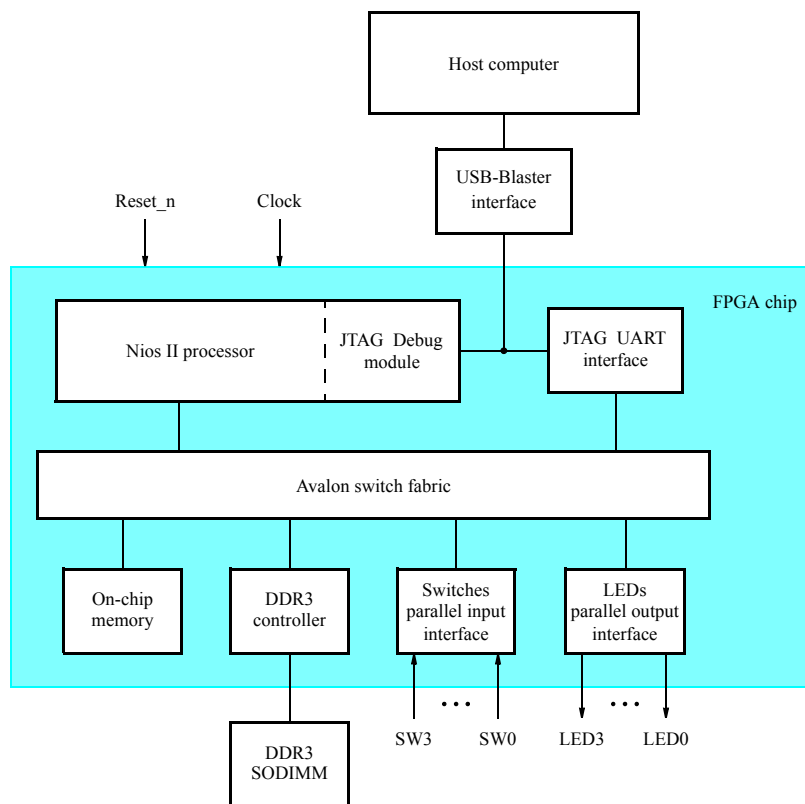 Host computer
USB-Blaster
interface
Reset_n
Clock
FPGA chip
Nios II processor
JTAG Debug
module
JTAG UART
interface
Avalon switch fabric
On-chip
memory
DDR3
controller
Switches
parallel input
interface
LEDs
parallel output
interface
SW3
SW0
LED3
LED0
DDR3
SODIMM